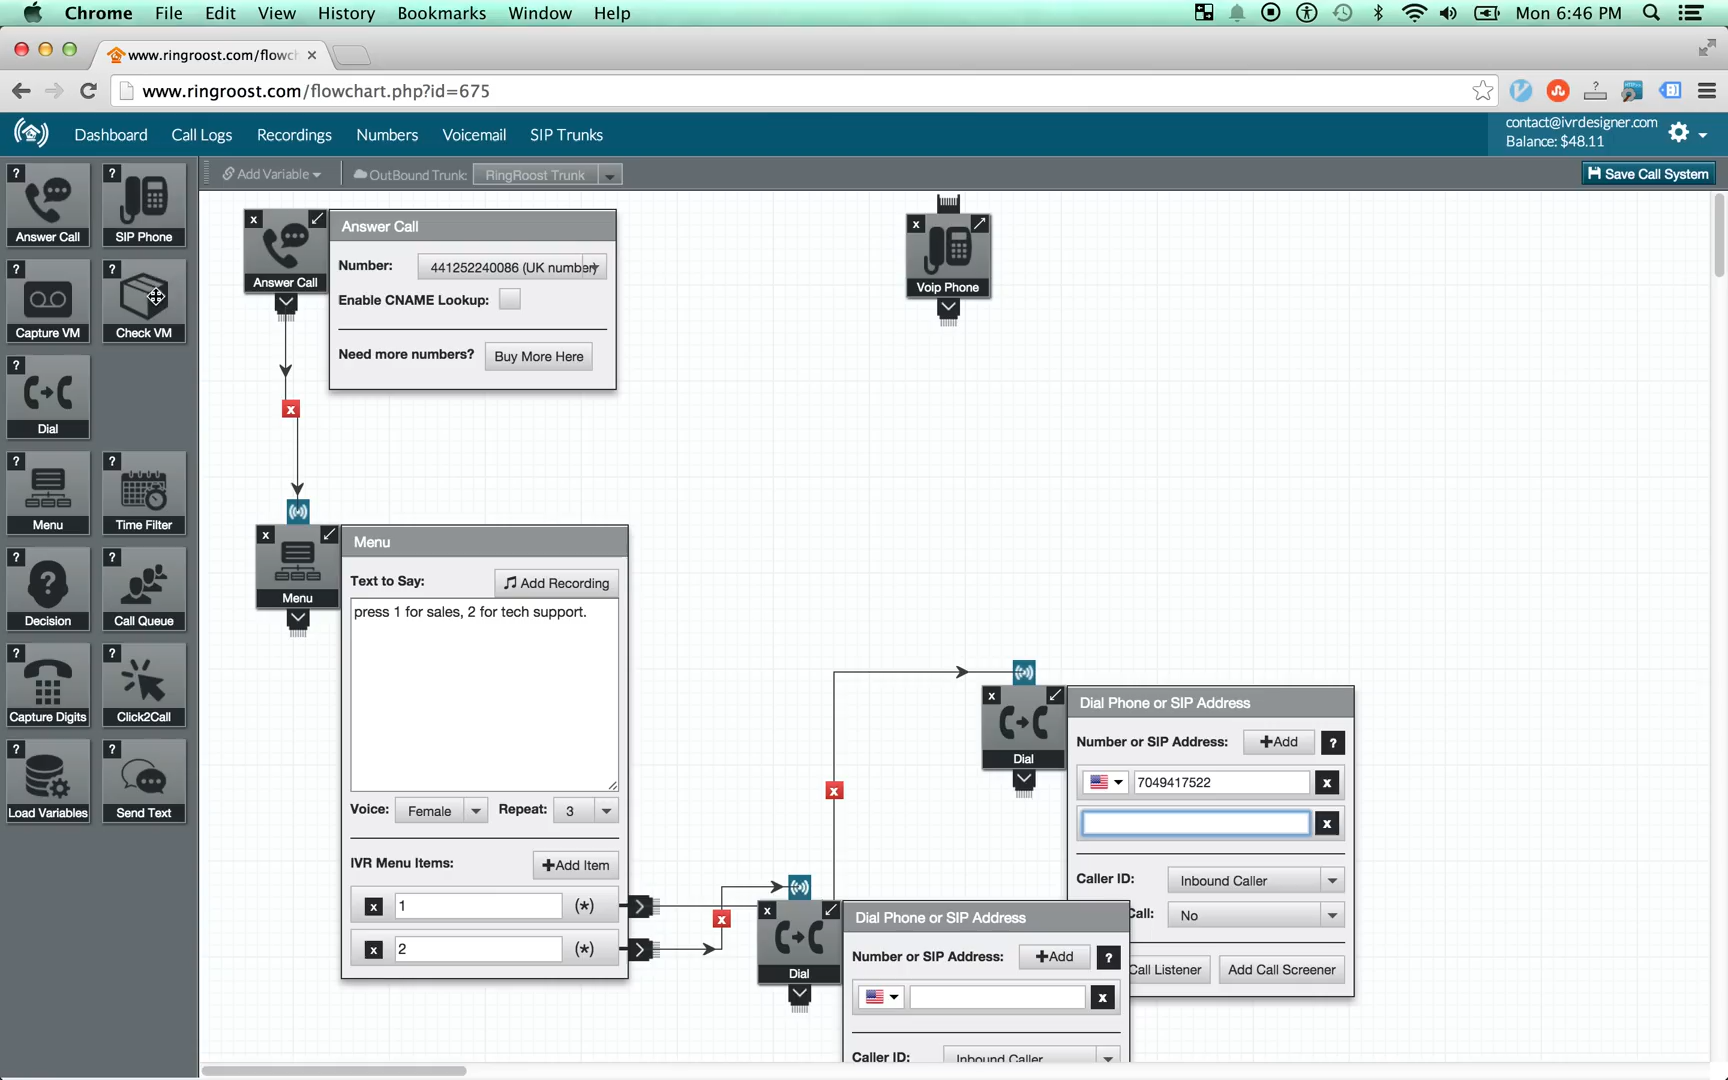 Chrome File Edit View History Bookmarks Window Help Mon 6:46 PM
www.ringroost.com/flowc
www.ringroost.com/flowchart.php?id=675
Dashboard Call Logs Recordings Numbers Voicemail SIP Trunks
contact@ivrdesigner.com
Balance: $48.11
Add Variable OutBound Trunk: RingRoost Trunk Save Call System
? ?
Answer Call SIP Phone
? ?
Capture VM Check VM
?
Dial
? ?
Menu Time Filter
? ?
Decision Call Queue
? ?
Capture Digits Click2Call
? ?
Load Variables Send Text
x
Answer Call
Answer Call
Number: 441252240086 (UK number)
Enable CNAME Lookup:
Need more numbers? Buy More Here
x
Voip Phone
x
x
Menu
Menu
Text to Say: Add Recording
press 1 for sales, 2 for tech support.
Voice: Female Repeat: 3
IVR Menu Items: +Add Item
x 1 (*)
x 2 (*)
x
x
x
Dial
Dial Phone or SIP Address
Number or SIP Address: +Add ?
7049417522 x
x
Caller ID: Inbound Caller
Call: No
Call Listener Add Call Screener
x
Dial
Dial Phone or SIP Address
Number or SIP Address: +Add ?
x
Caller ID: Inbound Caller